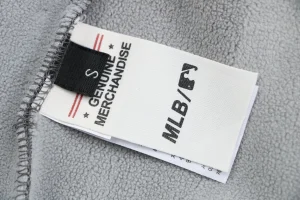 S
★ GENUINE ★
MERCHANDISE
MLB/